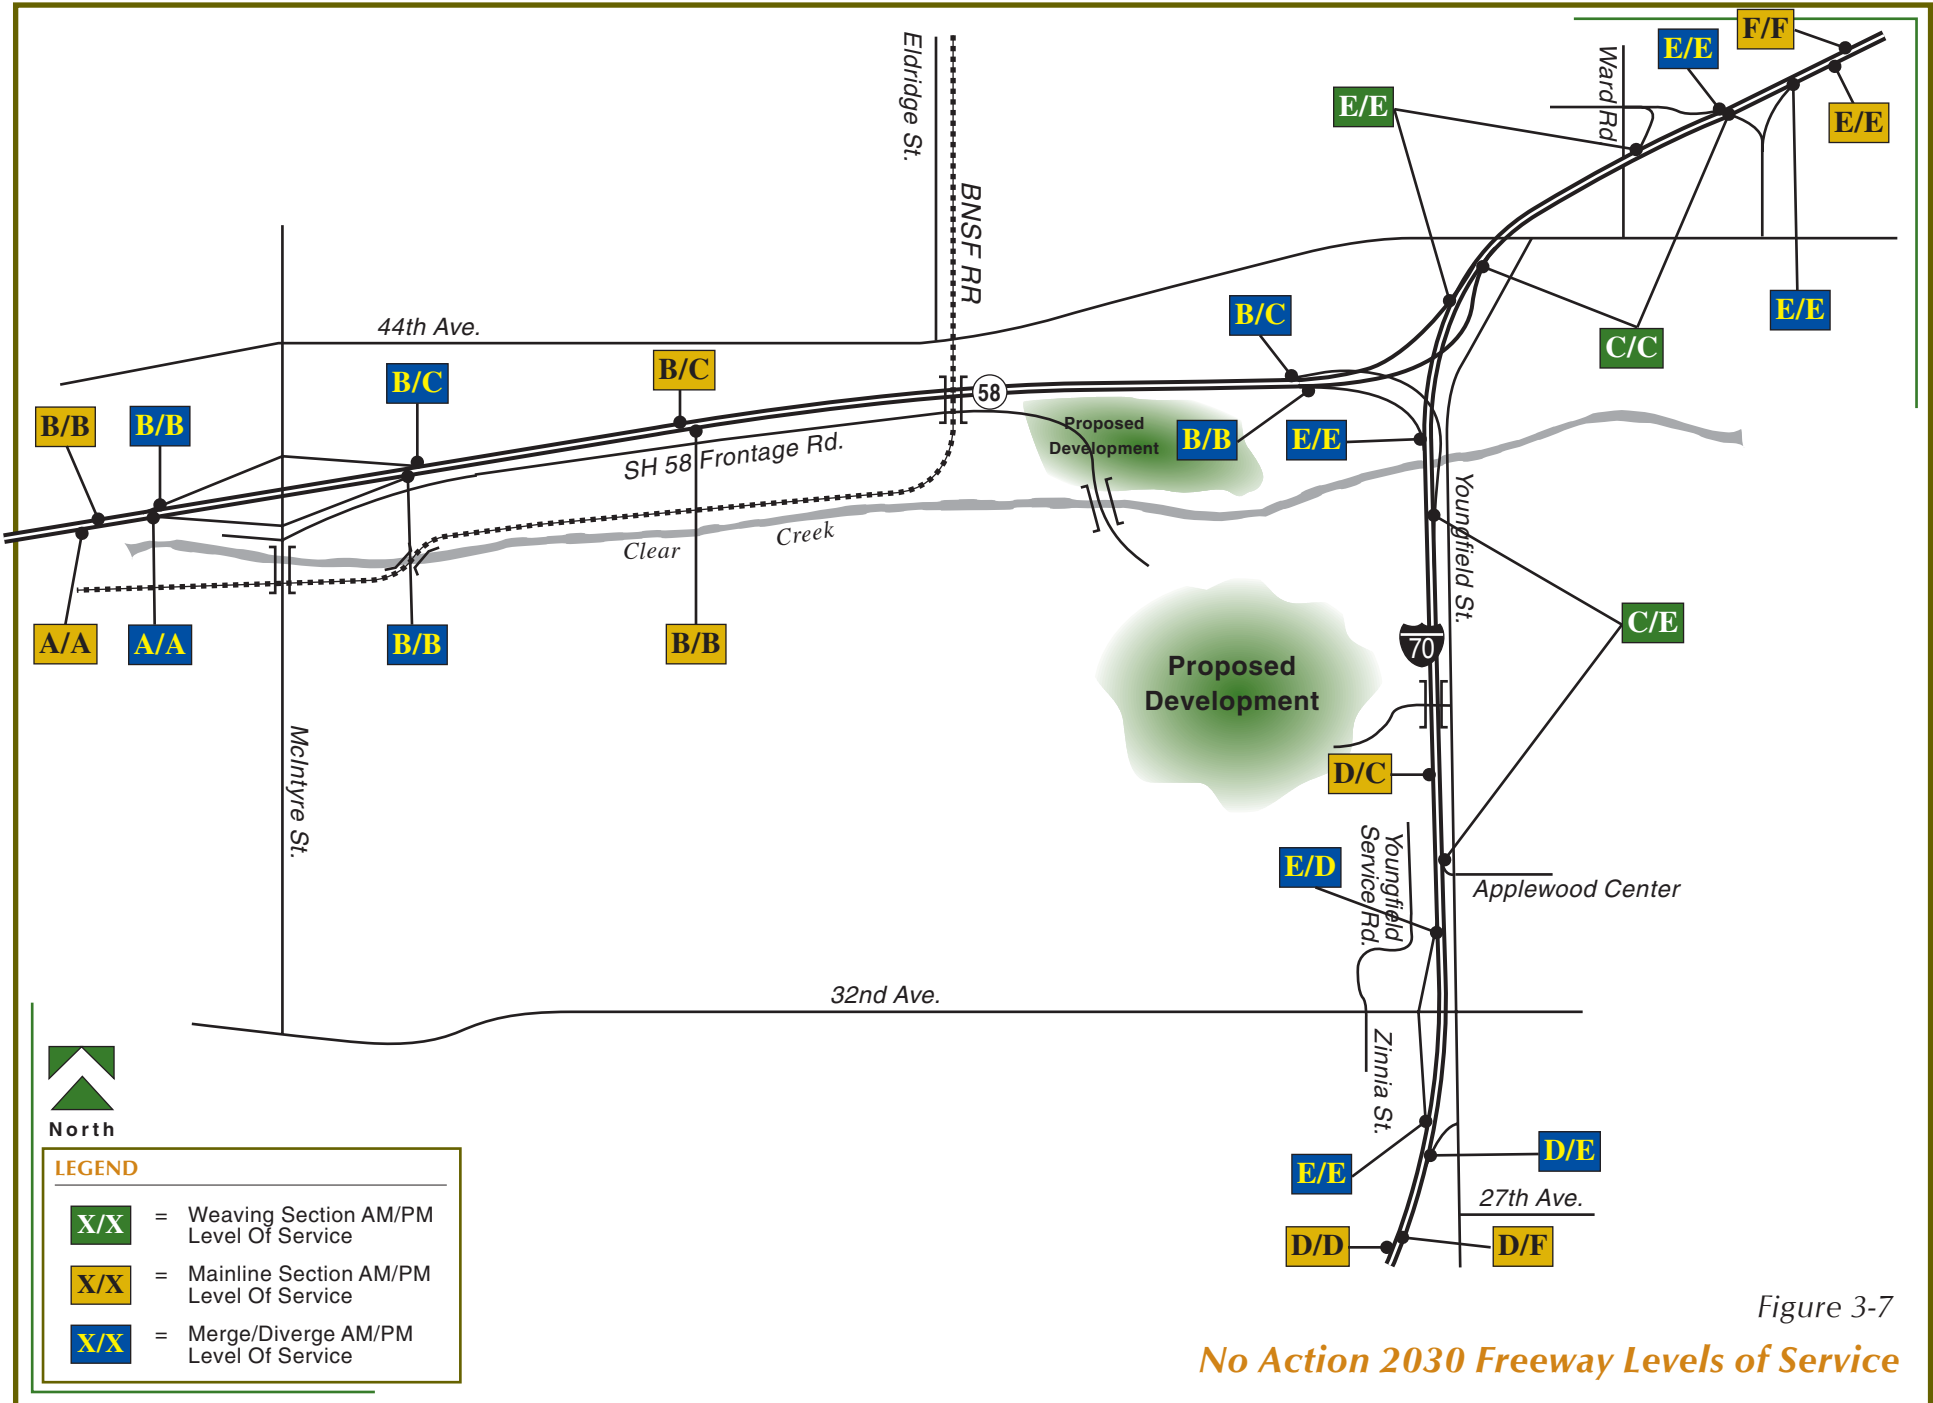 F/F
E/E
Ward Rd
E/E
E/E
Eldridge St.
BNSF RR
E/E
B/C
C/C
44th Ave.
B/C
B/C
58
B/B
B/B
Proposed
Development
B/B
E/E
SH 58 Frontage Rd.
Youngfield St.
Clear Creek
A/A
A/A
B/B
B/B
C/E
70
Proposed
Development
McIntyre St.
D/C
Youngfield
Service Rd.
E/D
Applewood Center
32nd Ave.
Zinnia St.
North
E/E
D/E
27th Ave.
D/D
D/F
LEGEND
X/X = Weaving Section AM/PM
Level Of Service
X/X = Mainline Section AM/PM
Level Of Service
X/X = Merge/Diverge AM/PM
Level Of Service
Figure 3-7
No Action 2030 Freeway Levels of Service